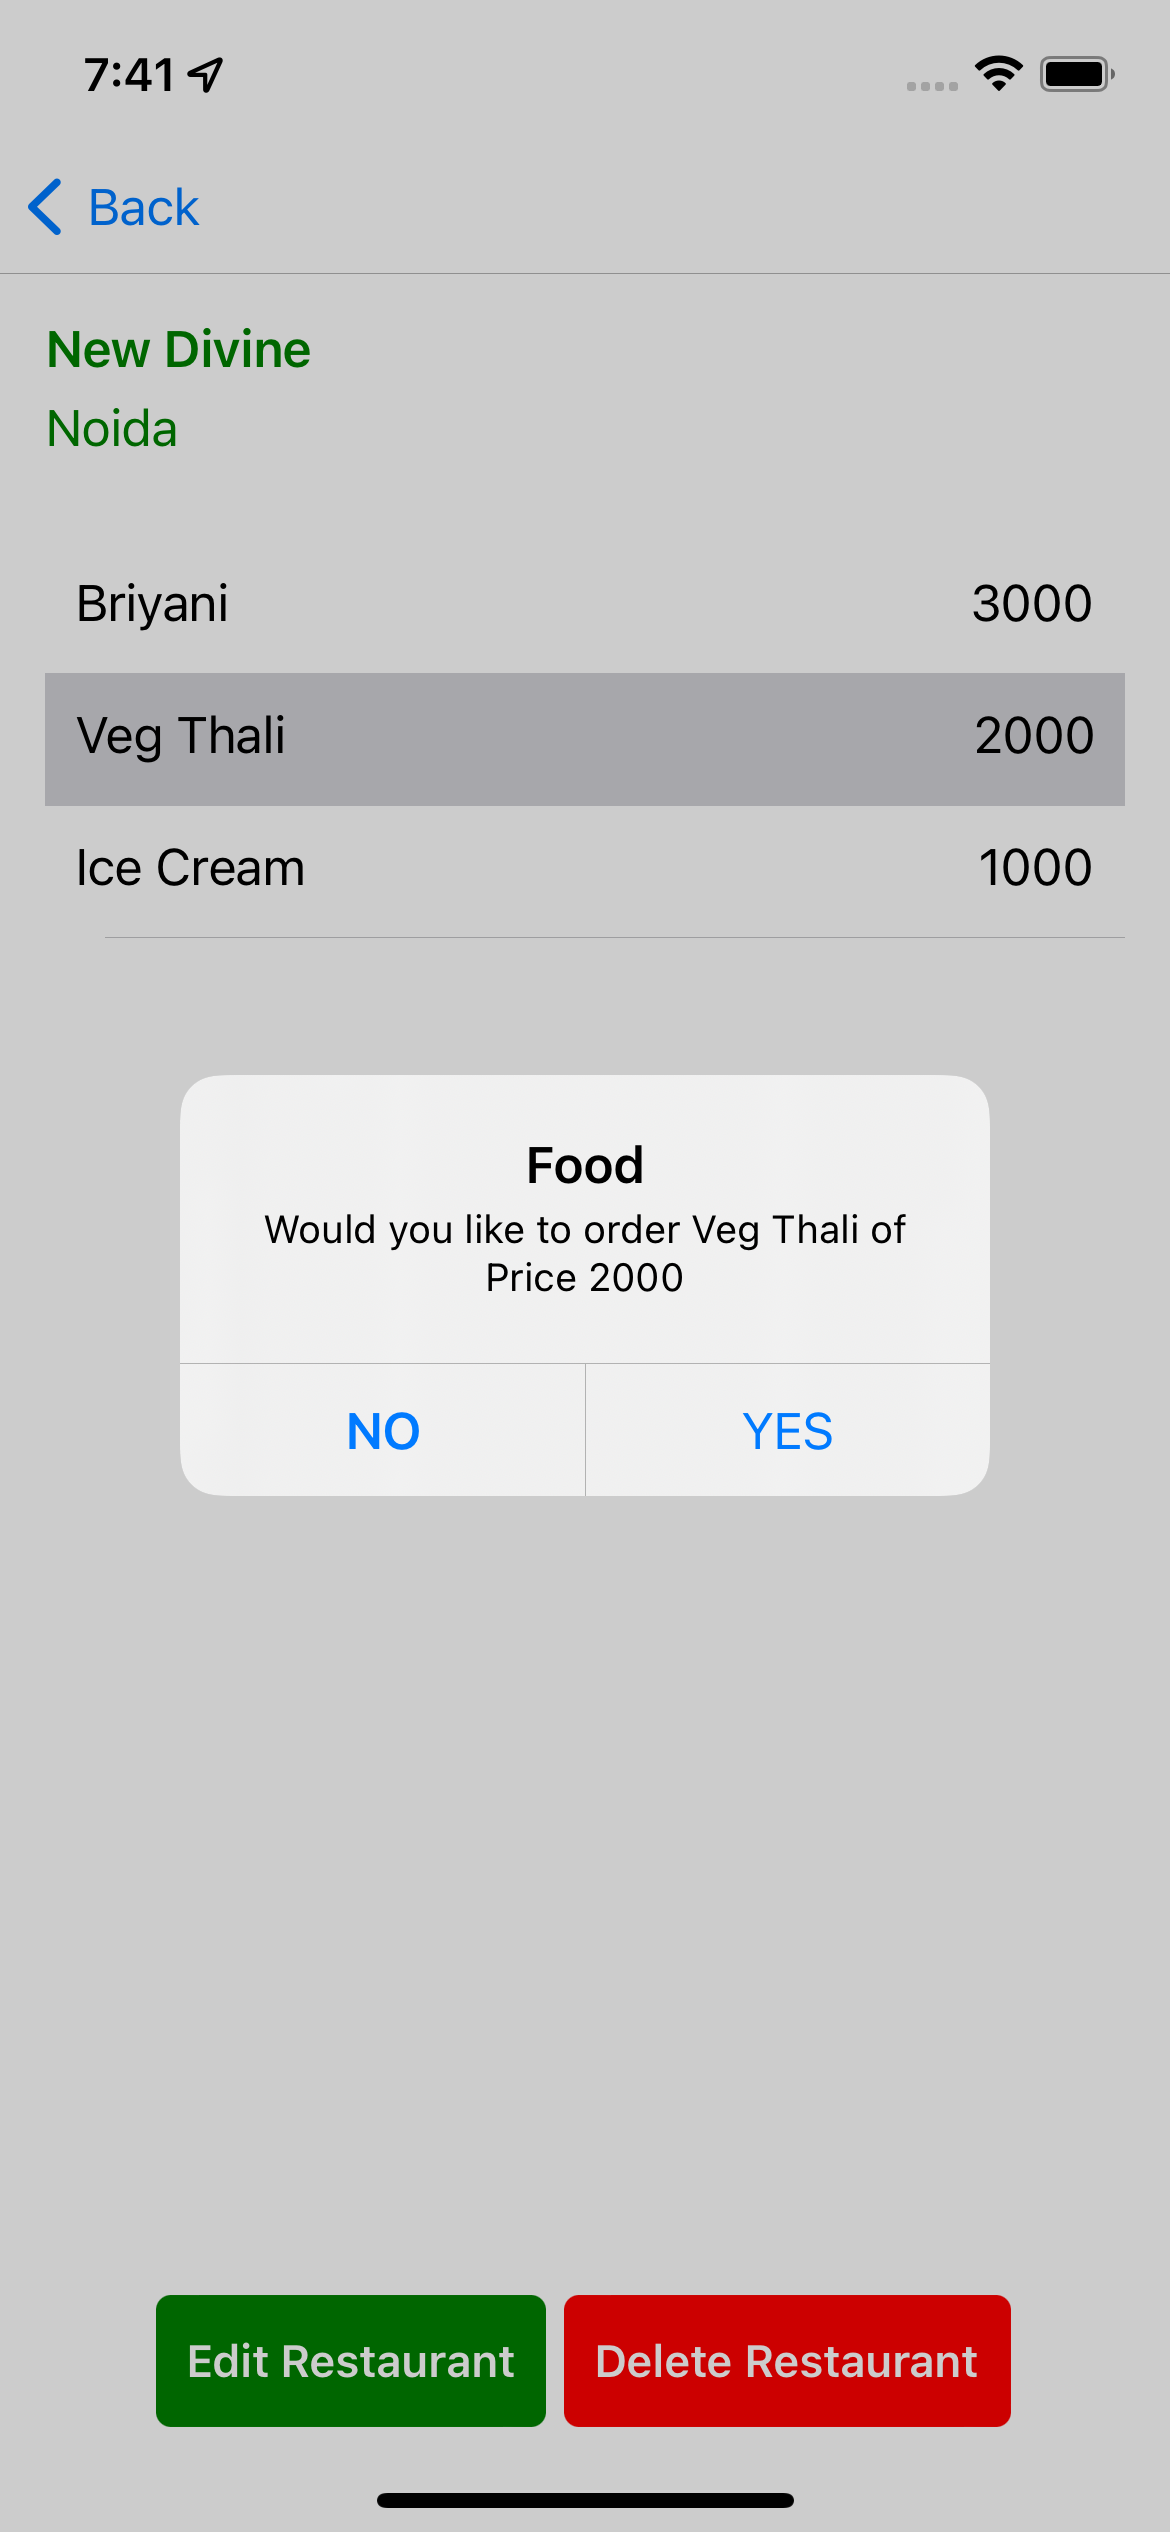 7:41
Back
New Divine
Noida
Briyani 3000
Veg Thali 2000
Ice Cream 1000
Food
Would you like to order Veg Thali of
Price 2000
NO YES
Edit Restaurant Delete Restaurant